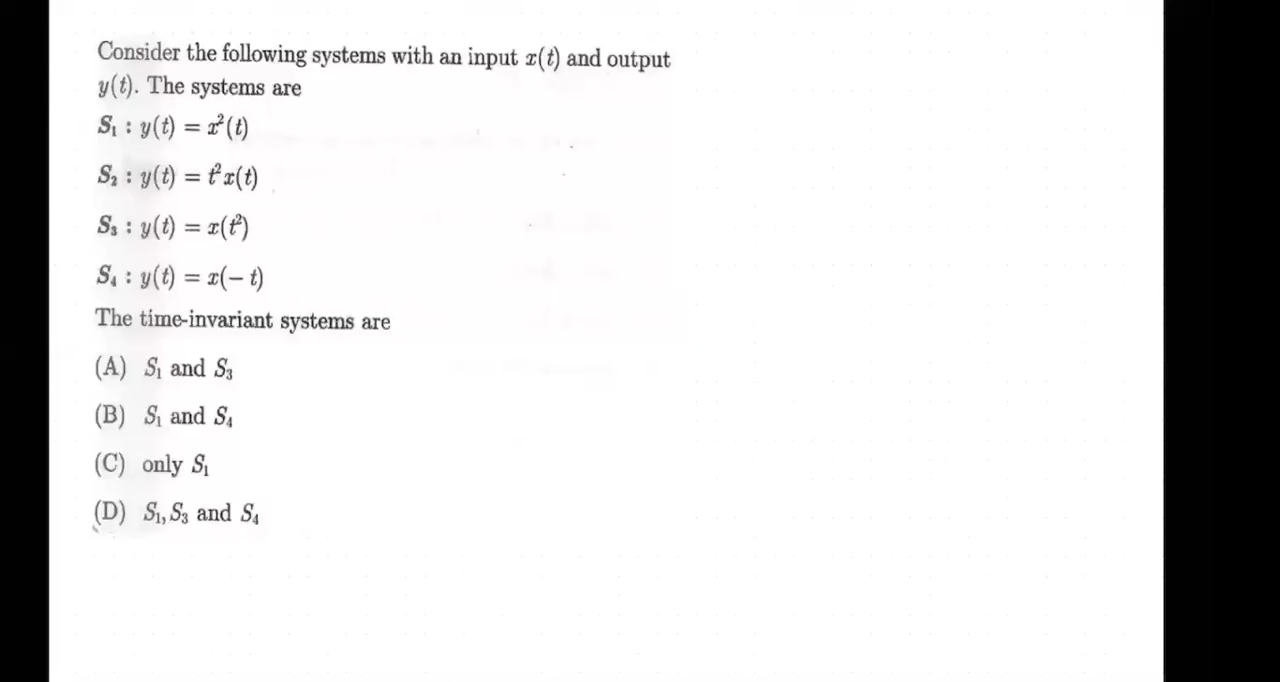 Consider the following systems with an input x(t) and output
y(t). The systems are
S₁ : y(t) = x²(t)
S₂ : y(t) = t²x(t)
S₃ : y(t) = x(t²)
S₄ : y(t) = x(− t)
The time-invariant systems are
(A) S₁ and S₃
(B) S₁ and S₄
(C) only S₁
(D) S₁, S₃ and S₄